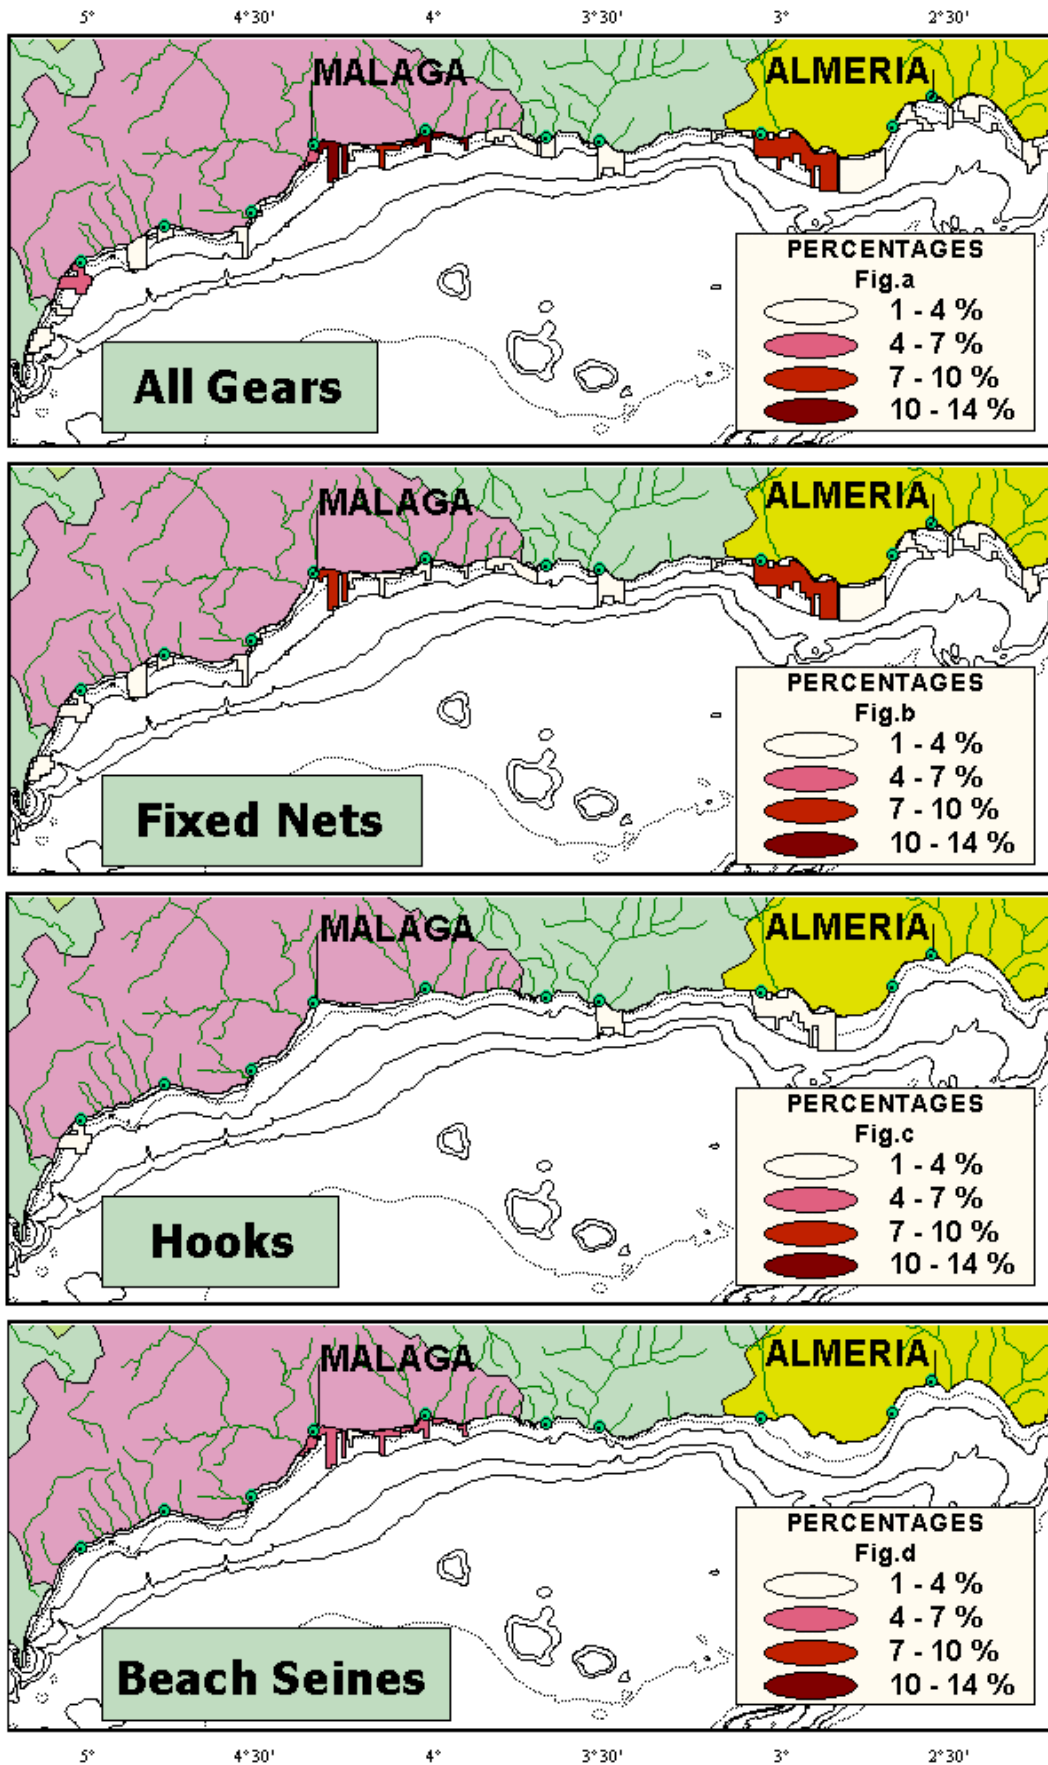 5° 4°30' 4° 3°30' 3° 2°30'
MALAGA ALMERIA
PERCENTAGES
Fig.a
1 - 4 %
4 - 7 %
7 - 10 %
10 - 14 %
All Gears
MALAGA ALMERIA
PERCENTAGES
Fig.b
1 - 4 %
4 - 7 %
7 - 10 %
10 - 14 %
Fixed Nets
MALAGA ALMERIA
PERCENTAGES
Fig.c
1 - 4 %
4 - 7 %
7 - 10 %
10 - 14 %
Hooks
MALAGA ALMERIA
PERCENTAGES
Fig.d
1 - 4 %
4 - 7 %
7 - 10 %
10 - 14 %
Beach Seines
5° 4°30' 4° 3°30' 3° 2°30'